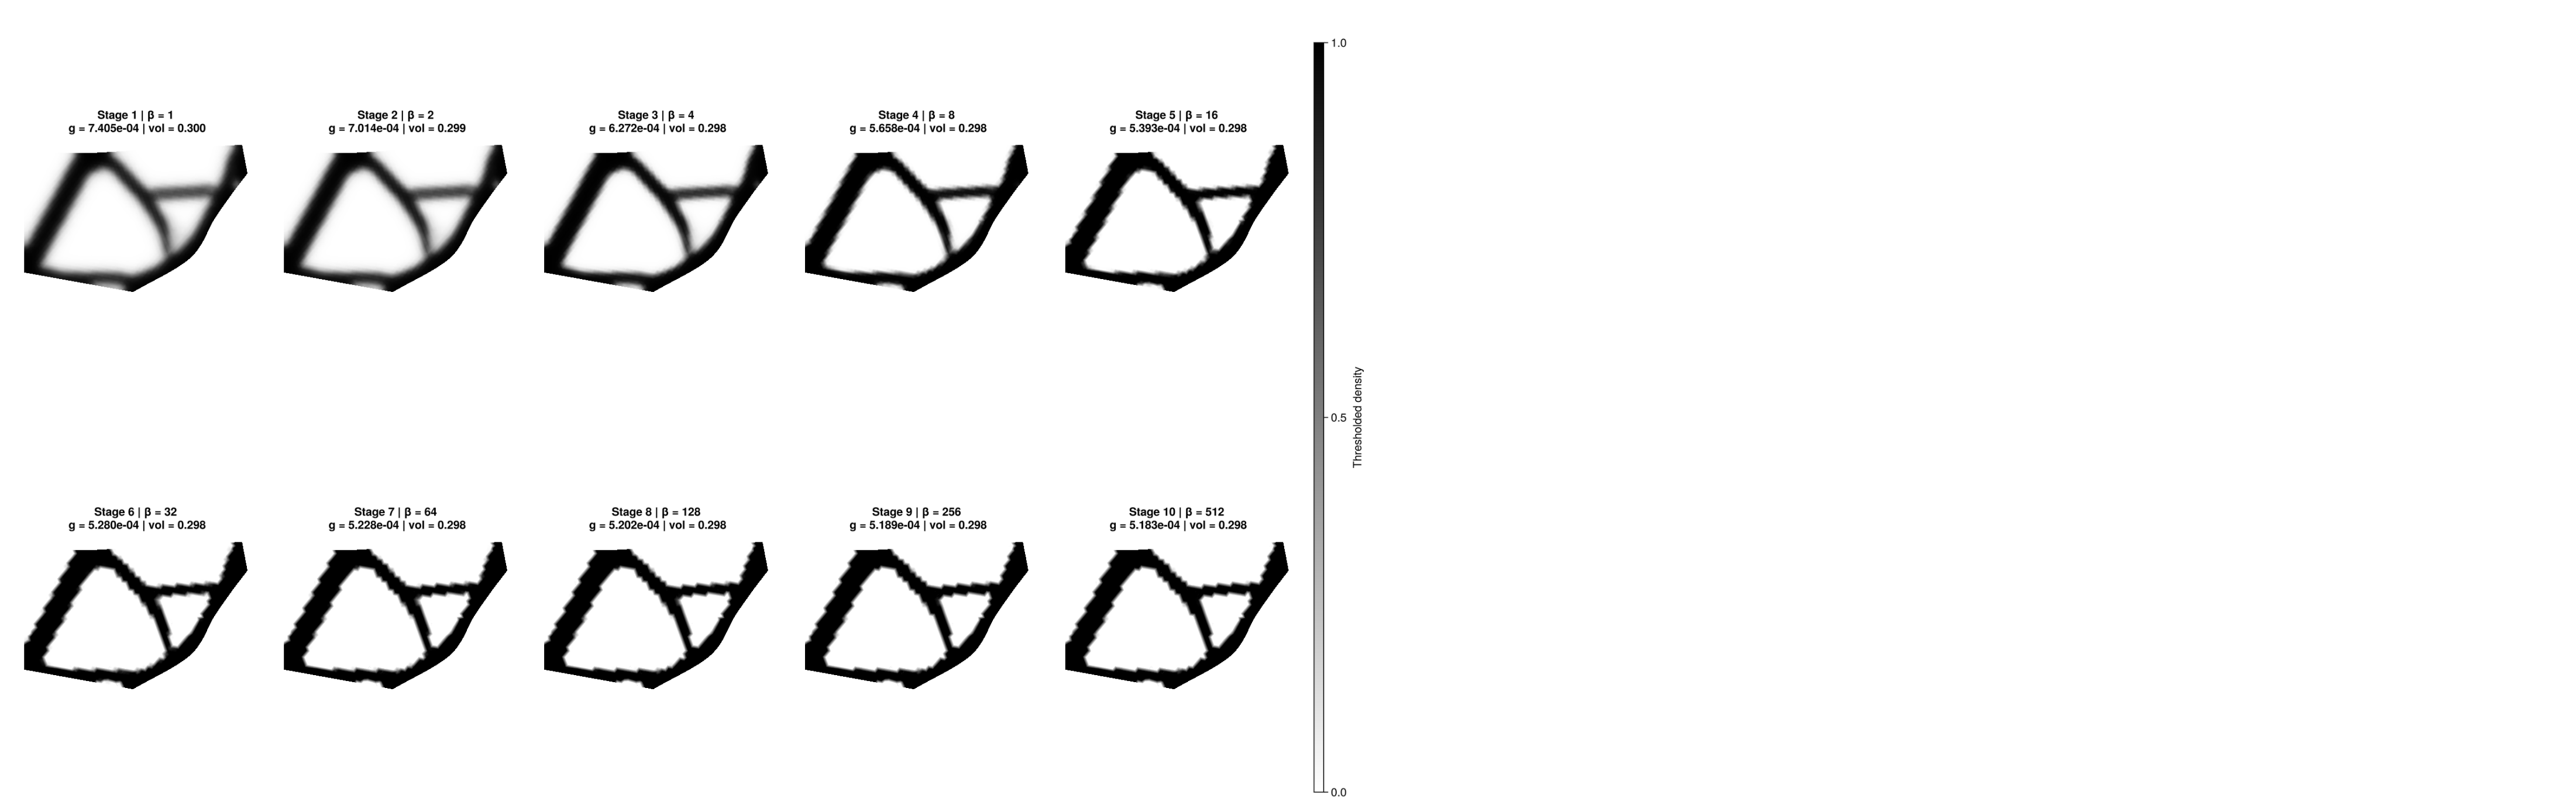 Stage 1 | β = 1
g = 7.405e-04 | vol = 0.300
Stage 2 | β = 2
g = 7.014e-04 | vol = 0.299
Stage 3 | β = 4
g = 6.272e-04 | vol = 0.298
Stage 4 | β = 8
g = 5.658e-04 | vol = 0.298
Stage 5 | β = 16
g = 5.393e-04 | vol = 0.298
1.0
0.5
0.0
Thresholded density
Stage 6 | β = 32
g = 5.280e-04 | vol = 0.298
Stage 7 | β = 64
g = 5.228e-04 | vol = 0.298
Stage 8 | β = 128
g = 5.202e-04 | vol = 0.298
Stage 9 | β = 256
g = 5.189e-04 | vol = 0.298
Stage 10 | β = 512
g = 5.183e-04 | vol = 0.298